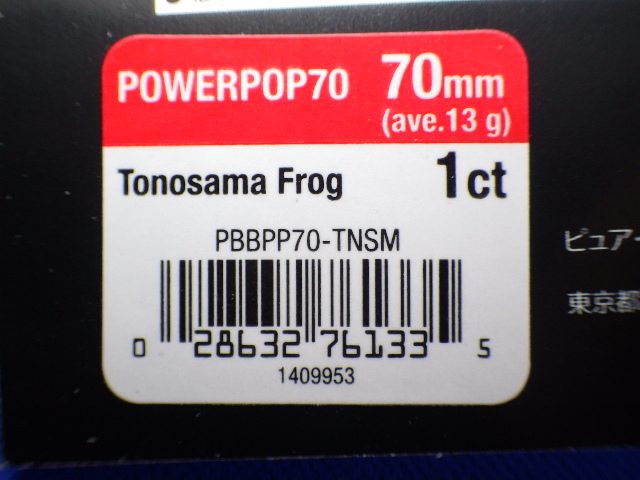 POWERPOP70 70mm
(ave.13 g)
Tonosama Frog 1ct
PBBPP70-TNSM
0 28632 76133 5
1409953
ピュア
東京都